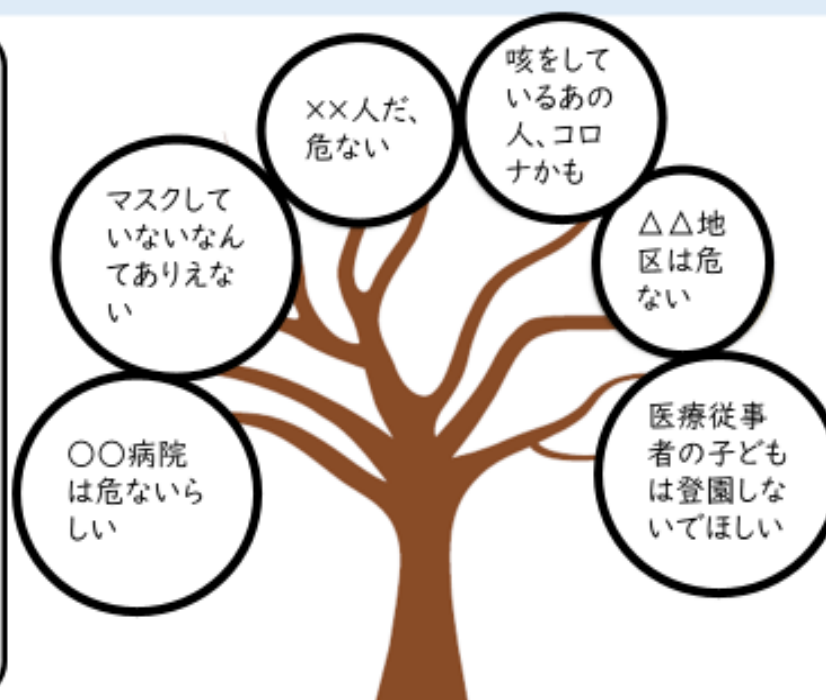 咳をして
いるあの
人、コロ
ナかも
××人だ、
危ない
マスクして
いないなん
てありえな
い
△△地
区は危
ない
〇〇病院
は危ないら
しい
医療従事
者の子ども
は登園しな
いでほしい